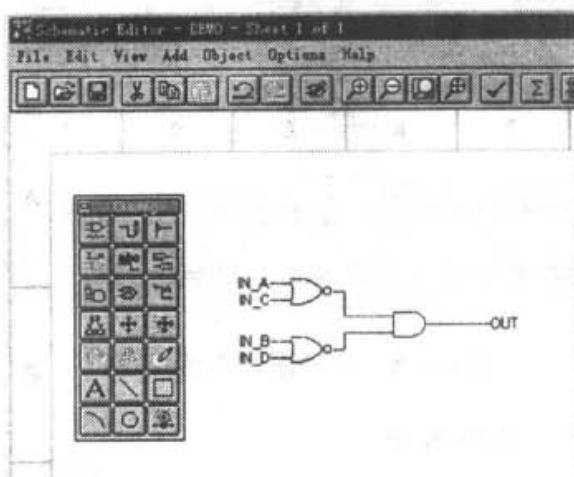 Schematic Editor - DEMO - Sheet 1 of 1
File Edit View Add Object Options Help
Σ
3
4
A
IN_A
IN_C
OUT
IN_B
IN_D
A